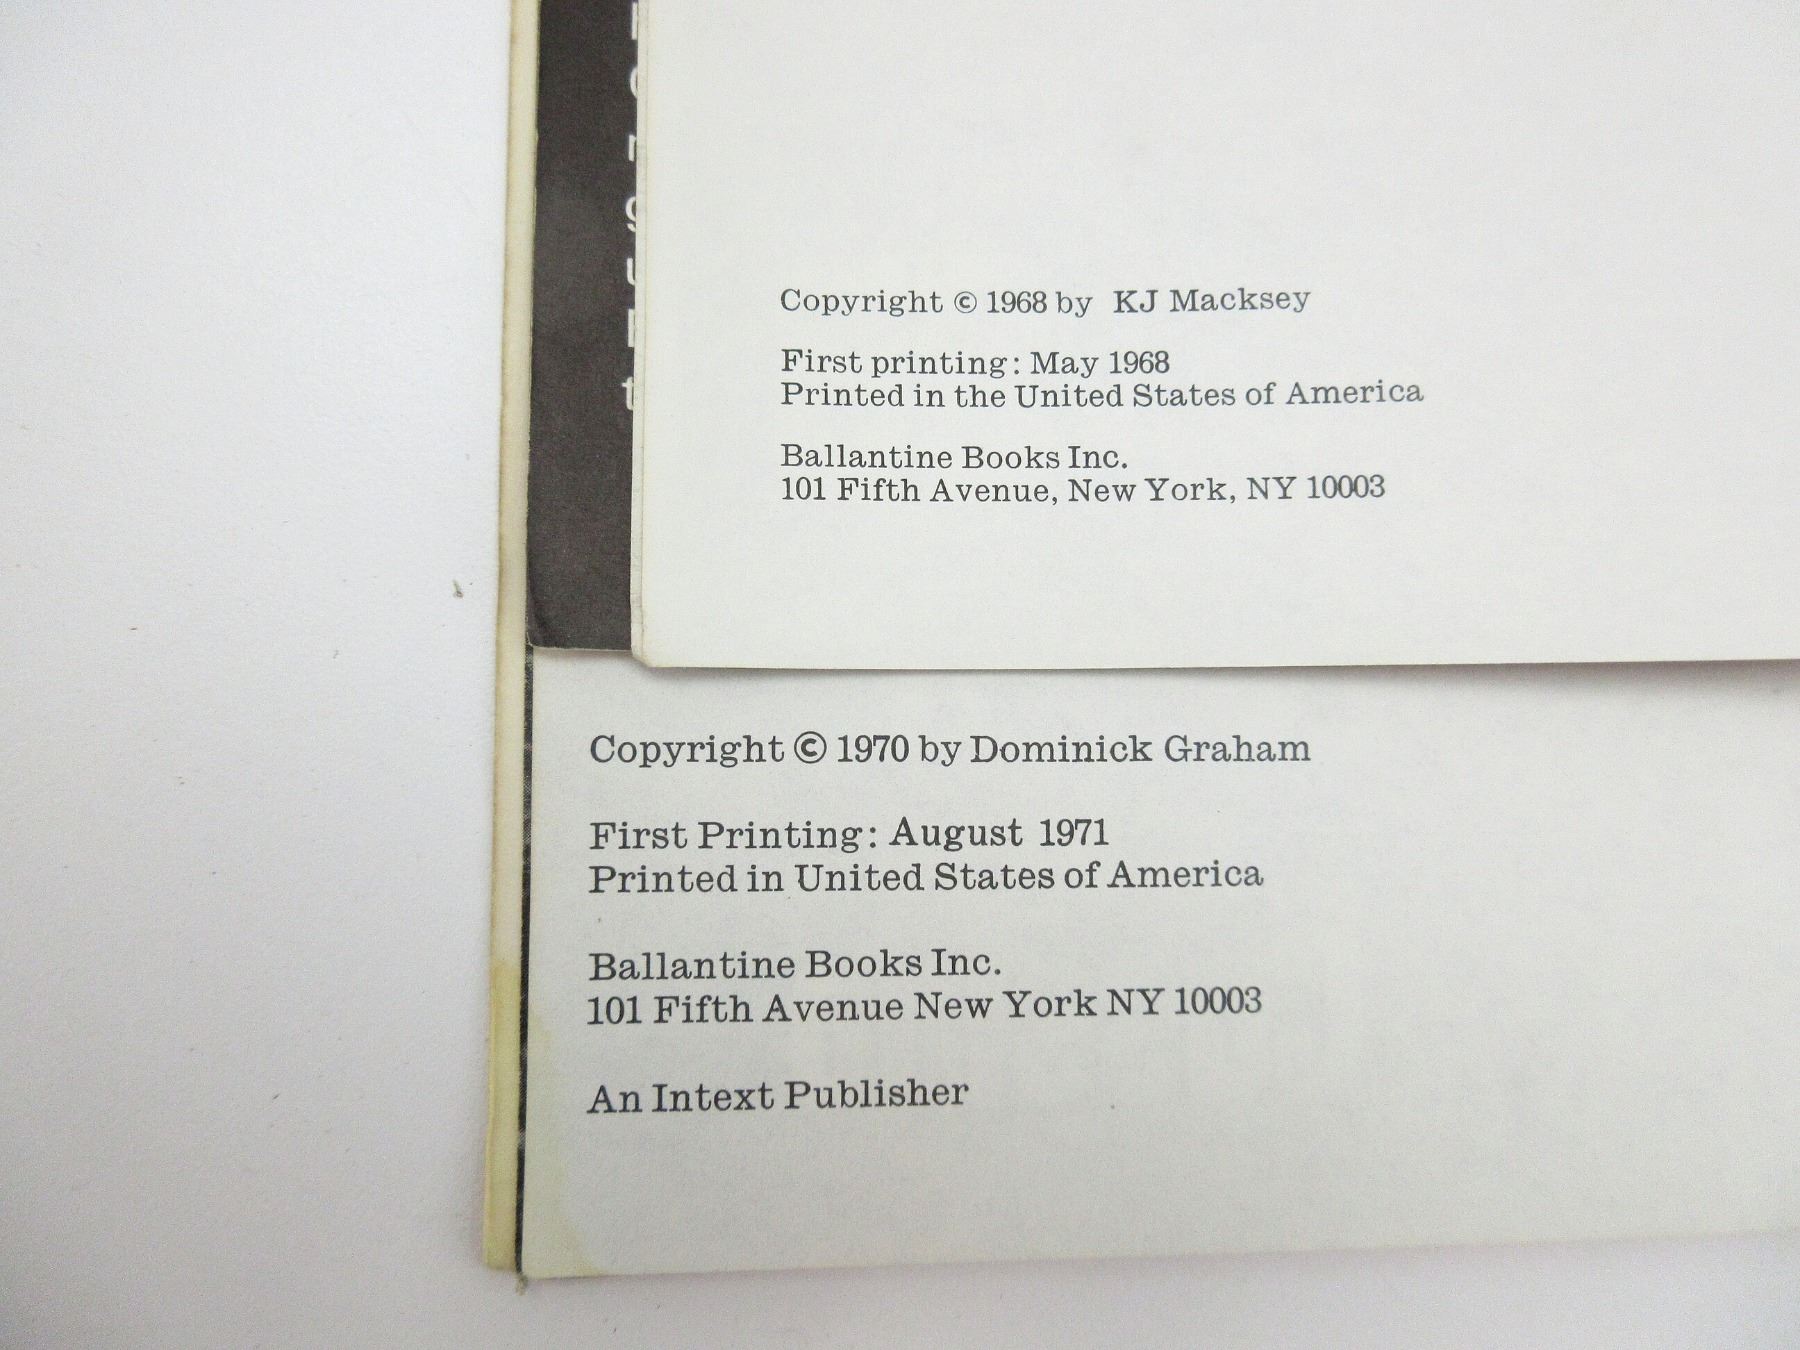 Copyright © 1968 by KJ Macksey
First printing: May 1968
Printed in the United States of America
Ballantine Books Inc.
101 Fifth Avenue, New York, NY 10003
Copyright © 1970 by Dominick Graham
First Printing: August 1971
Printed in United States of America
Ballantine Books Inc.
101 Fifth Avenue New York NY 10003
An Intext Publisher